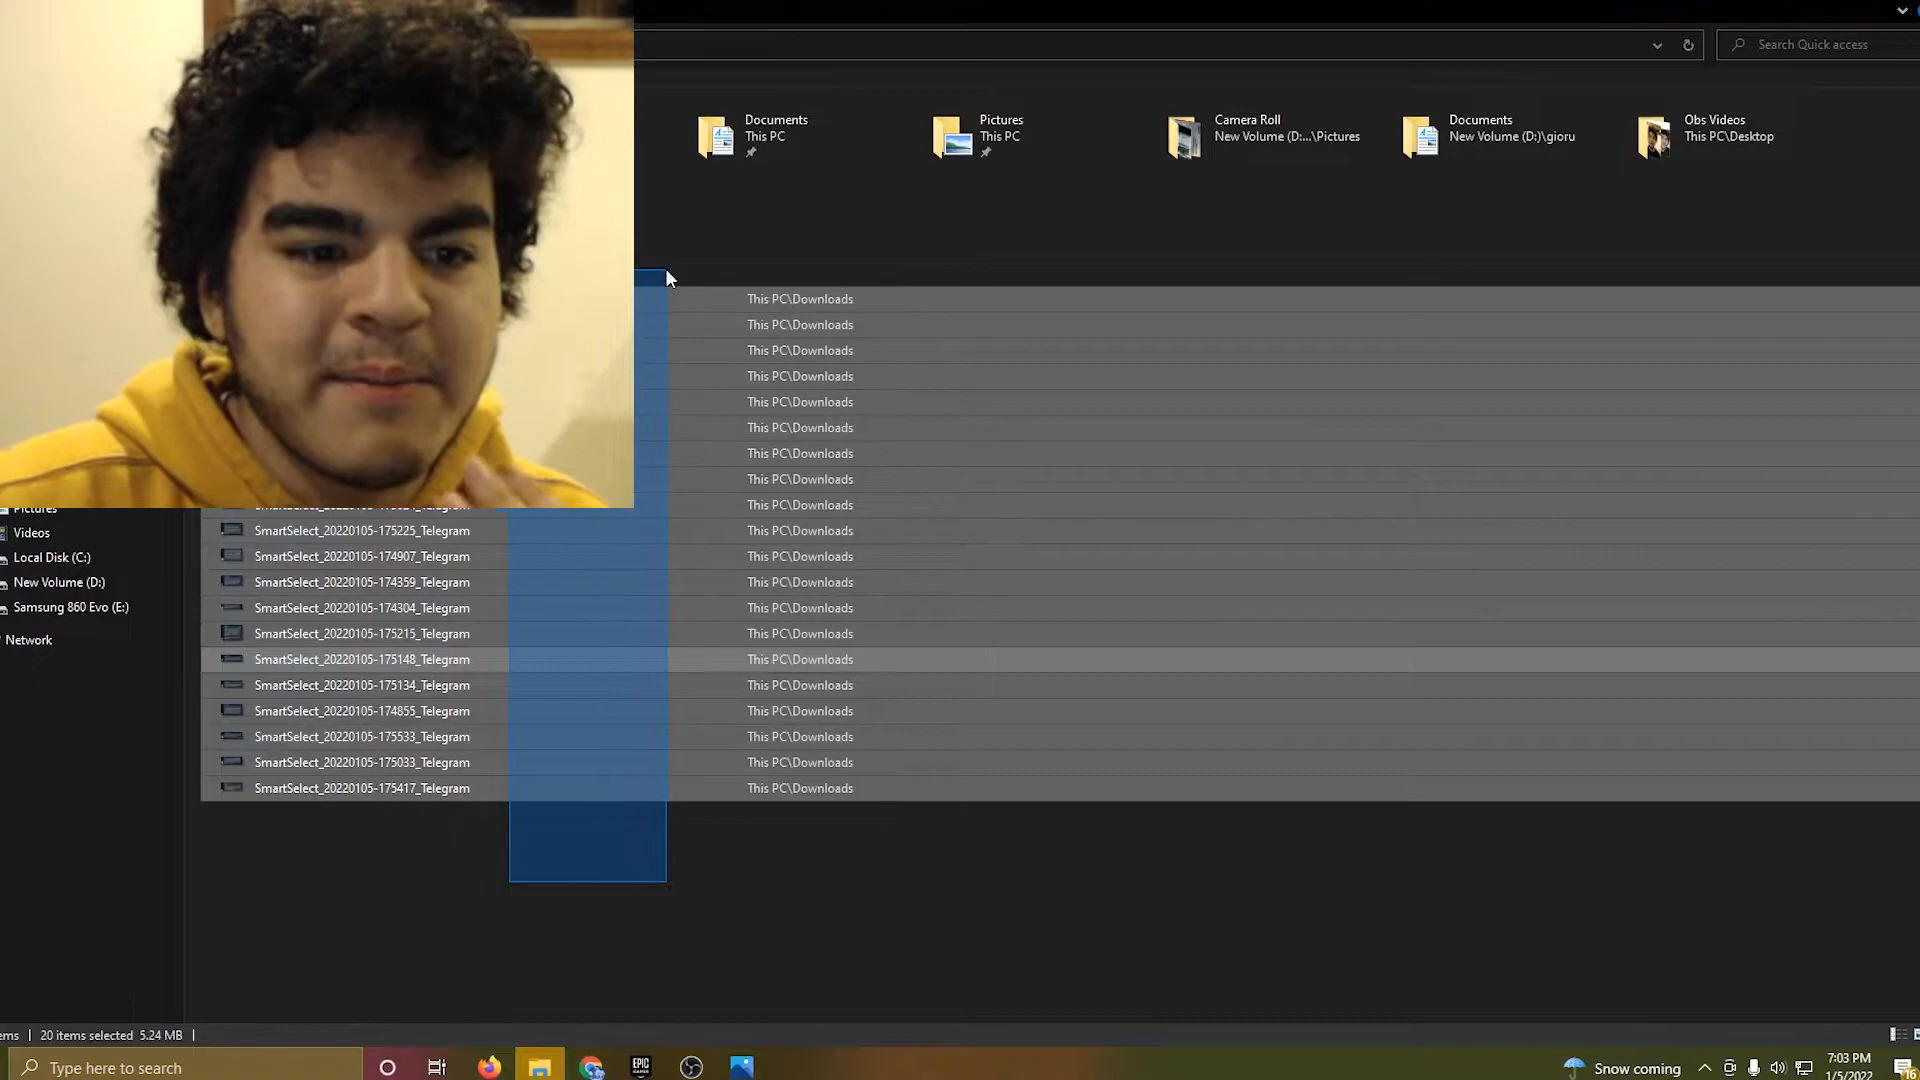 Search Quick access
Documents
This PC
Pictures
This PC
Camera Roll
New Volume (D:...\Pictures
Documents
New Volume (D:)\gioru
Obs Videos
This PC\Desktop
This PC\Downloads
This PC\Downloads
This PC\Downloads
This PC\Downloads
This PC\Downloads
This PC\Downloads
This PC\Downloads
This PC\Downloads
This PC\Downloads
Pictures
Videos
Local Disk (C:)
New Volume (D:)
Samsung 860 Evo (E:)
Network
SmartSelect_20220105-175225_Telegram This PC\Downloads
SmartSelect_20220105-174907_Telegram This PC\Downloads
SmartSelect_20220105-174359_Telegram This PC\Downloads
SmartSelect_20220105-174304_Telegram This PC\Downloads
SmartSelect_20220105-175215_Telegram This PC\Downloads
SmartSelect_20220105-175148_Telegram This PC\Downloads
SmartSelect_20220105-175134_Telegram This PC\Downloads
SmartSelect_20220105-174855_Telegram This PC\Downloads
SmartSelect_20220105-175533_Telegram This PC\Downloads
SmartSelect_20220105-175033_Telegram This PC\Downloads
SmartSelect_20220105-175417_Telegram This PC\Downloads
ems 20 items selected 5.24 MB
Type here to search
EPIC
GAMES
Snow coming
7:03 PM
1/5/2022
16